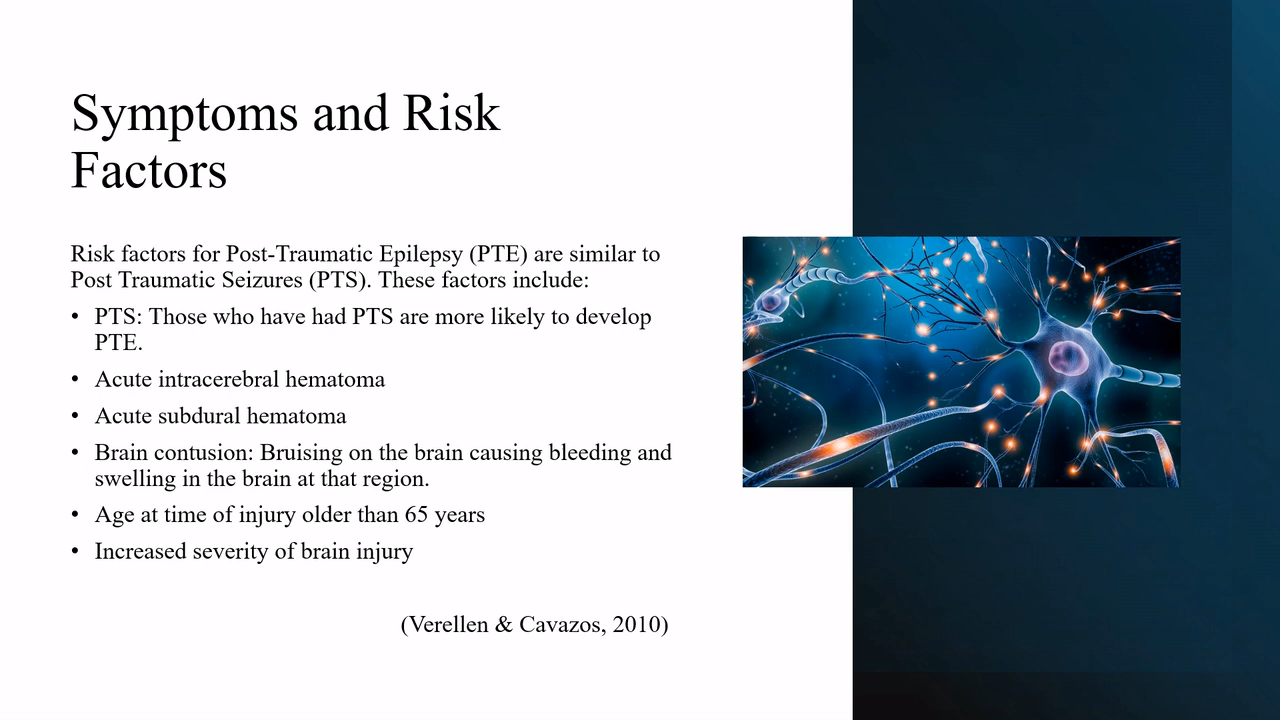 Symptoms and Risk
Factors
Risk factors for Post-Traumatic Epilepsy (PTE) are similar to
Post Traumatic Seizures (PTS). These factors include:
• PTS: Those who have had PTS are more likely to develop
PTE.
• Acute intracerebral hematoma
• Acute subdural hematoma
• Brain contusion: Bruising on the brain causing bleeding and
swelling in the brain at that region.
• Age at time of injury older than 65 years
• Increased severity of brain injury
(Verellen & Cavazos, 2010)